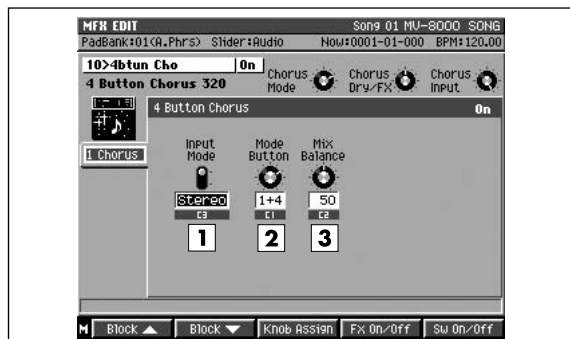 MFX EDIT Song 01 MV-8000 SONG
PadBank:01(A.Phrs) Slider:Audio Now:0001-01-000 BPM:120.00
10>4btun Cho On
4 Button Chorus 320
Chorus Mode
Chorus Dry/FX
Chorus Input
4 Button Chorus On
1 Chorus
Input Mode
Mode Button
Mix Balance
Stereo 1+4 50
C3 C1 C2
1 2 3
M Block ▲ Block ▼ Knob Assign FX On/Off SW On/Off